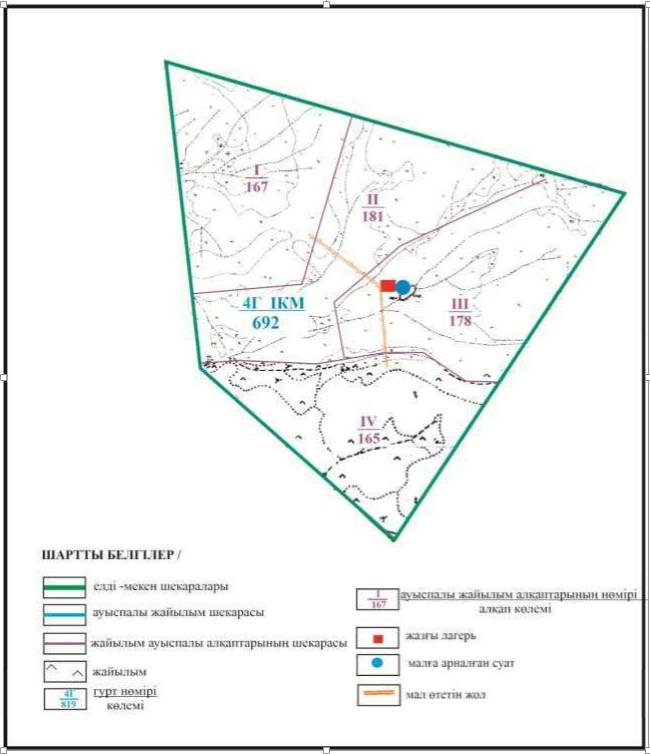 I
167
II
181
4Г ІКМ
692
III
178
IV
165
ШАРТТЫ БЕЛГІЛЕР /
елді -мекен шекаралары
ауыспалы жайылым шекарасы
жайылым ауыспалы алқаптарының шекарасы
жайылым
4Г
819
гурт нөмірі
көлемі
I
167
ауыспалы жайылым алқаптарының нөмірі
алқап көлемі
жазғы лагерь
малға арналған суат
мал өтетін жол